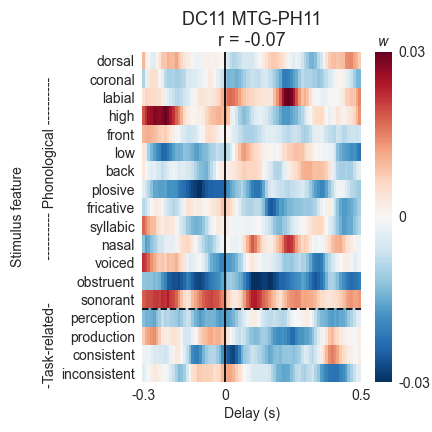 DC11 MTG-PH11
r = -0.07
w
dorsal
coronal
labial
high
front
low
back
plosive
fricative
syllabic
nasal
voiced
obstruent
sonorant
perception
production
consistent
inconsistent
Stimulus feature
-Task-related- ---------- Phonological ----------
-0.3 0 0.5
Delay (s)
0.03
0
-0.03